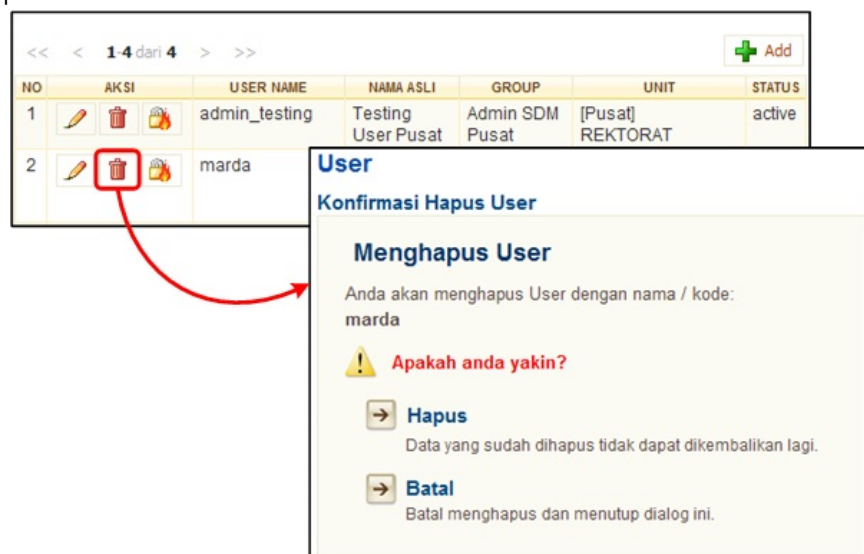 << < 1-4 dari 4 > >> Add
NO AKSI USER NAME NAMA ASLI GROUP UNIT STATUS
1 admin_testing Testing Admin SDM [Pusat] active
User Pusat Pusat REKTORAT
2 marda
User
Konfirmasi Hapus User
Menghapus User
Anda akan menghapus User dengan nama / kode:
marda
Apakah anda yakin?
Hapus
Data yang sudah dihapus tidak dapat dikembalikan lagi.
Batal
Batal menghapus dan menutup dialog ini.